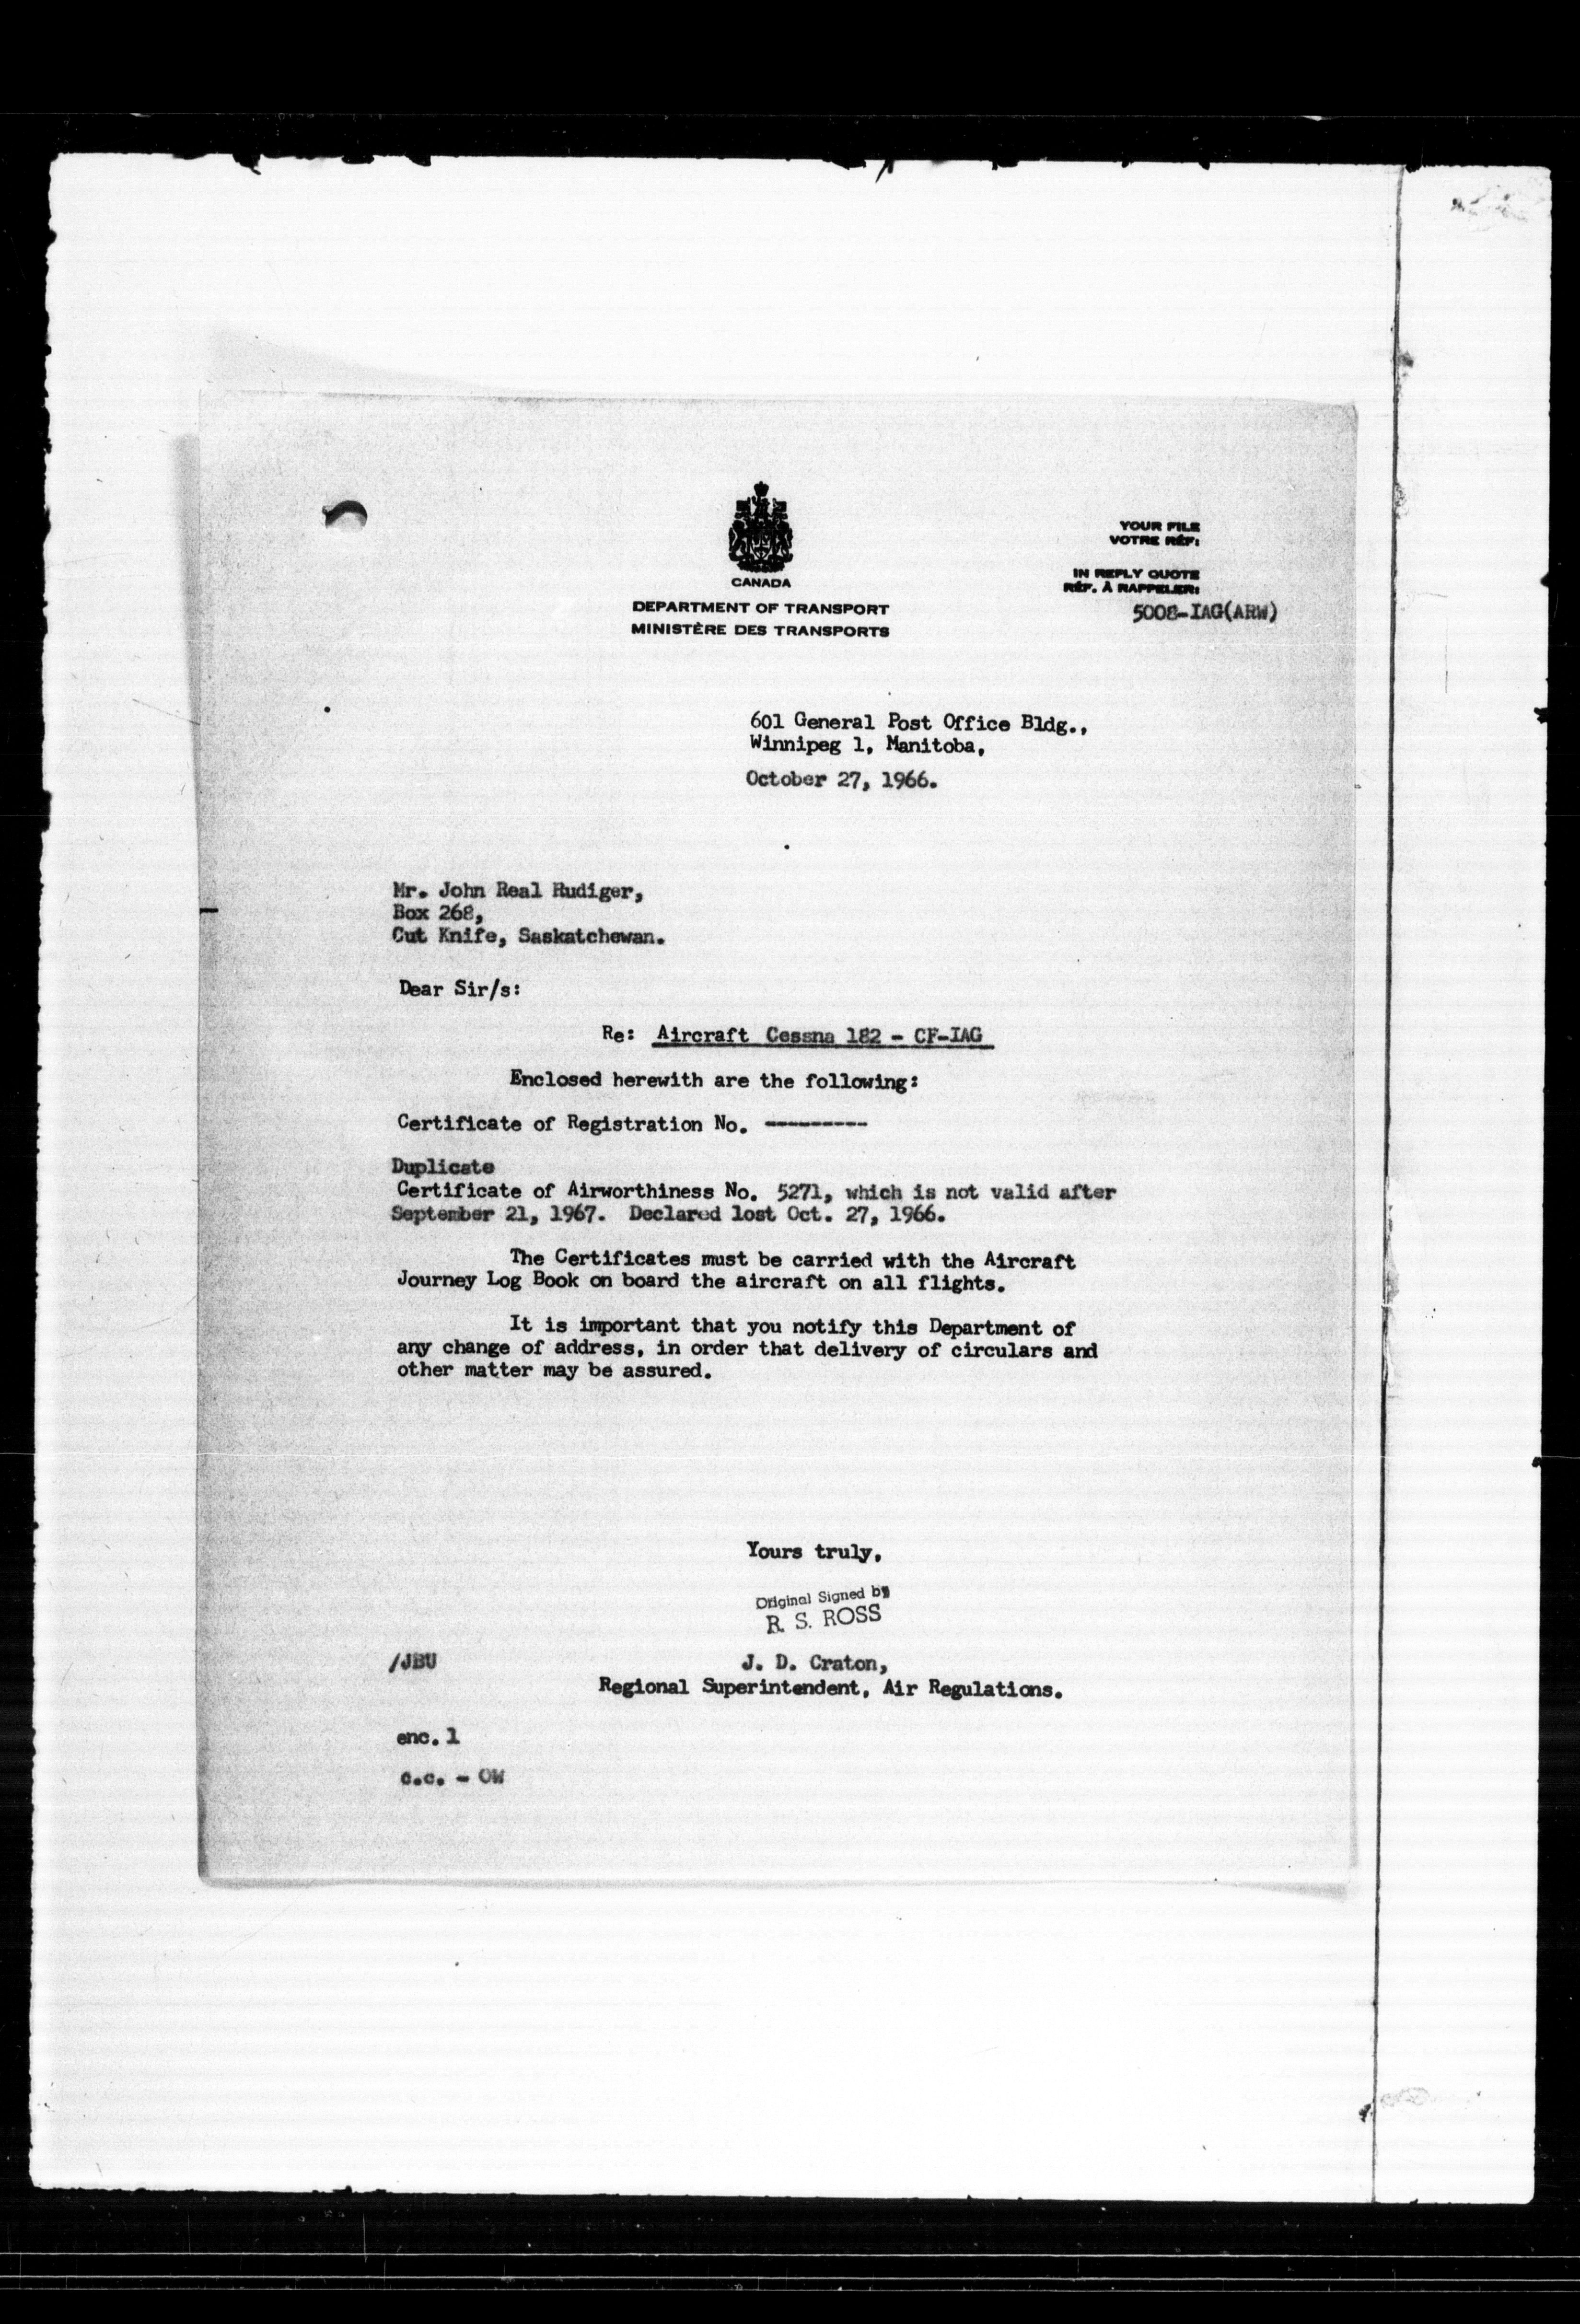 CANADA
DEPARTMENT OF TRANSPORT
MINISTÈRE DES TRANSPORTS
YOUR FILE
VOTRE RÉF:
IN REPLY QUOTE
RÉF. À RAPPELER:
5008-IAG(ARW)
601 General Post Office Bldg.,
Winnipeg 1, Manitoba,
October 27, 1966.
Mr. John Real Rudiger,
Box 268,
Cut Knife, Saskatchewan.
Dear Sir/s:
Re: Aircraft Cessna 182 - CF-IAG
Enclosed herewith are the following:
Certificate of Registration No. ---------
Duplicate
Certificate of Airworthiness No. 5271, which is not valid after
September 21, 1967. Declared lost Oct. 27, 1966.
The Certificates must be carried with the Aircraft
Journey Log Book on board the aircraft on all flights.
It is important that you notify this Department of
any change of address, in order that delivery of circulars and
other matter may be assured.
Yours truly,
Original Signed by
R. S. ROSS
/JBU
J. D. Craton,
Regional Superintendent, Air Regulations.
enc. 1
c.c. - OW